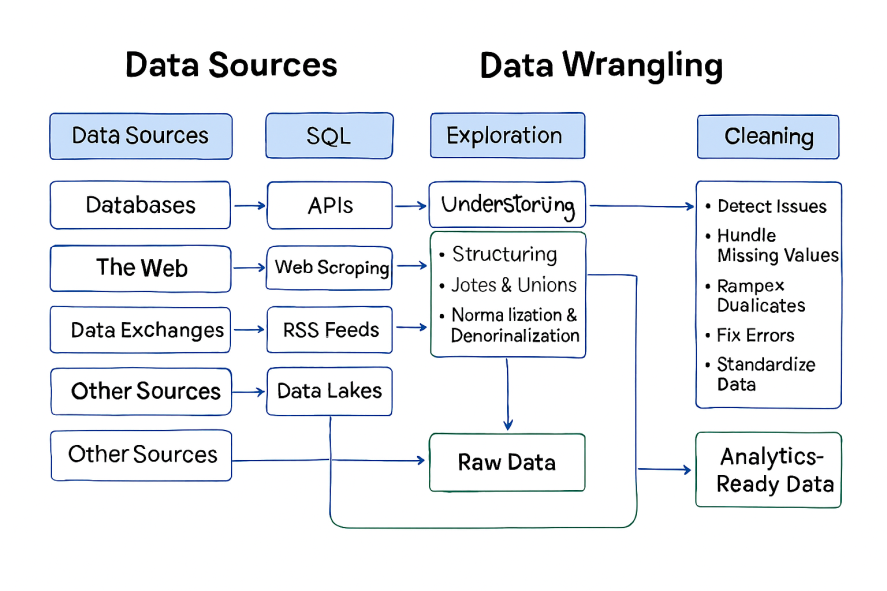 Data Sources
Data Wrangling
Data Sources
SQL
Exploration
Cleaning
Databases
APIs
Understorüng
The Web
Web Scroping
Data Exchanges
RSS Feeds
Other Sources
Data Lakes
Other Sources
• Structuring
• Jotes & Unions
• Norma lization &
Denorinalization
Raw Data
• Detect Issues
• Hundle
Missing Values
• Rampex
Dualicates
• Fix Errors
• Standardize
Data
Analytics-
Ready Data